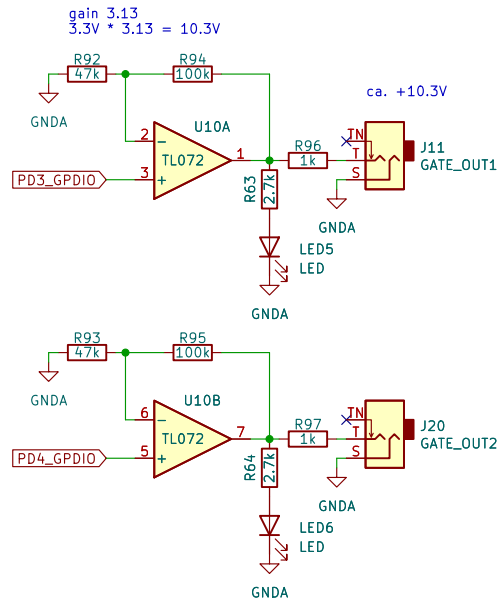 gain 3.13
3.3V * 3.13 = 10.3V
R92
47k
R94
100k
GNDA
ca. +10.3V
U10A
TL072
2
3
1
PD3_GPDIO
R96
1k
TN
T
S
J11
GATE_OUT1
R63
2.7k
GNDA
LED5
LED
GNDA
R93
47k
R95
100k
GNDA
U10B
TL072
6
5
7
PD4_GPDIO
R97
1k
TN
T
S
J20
GATE_OUT2
R64
2.7k
GNDA
LED6
LED
GNDA